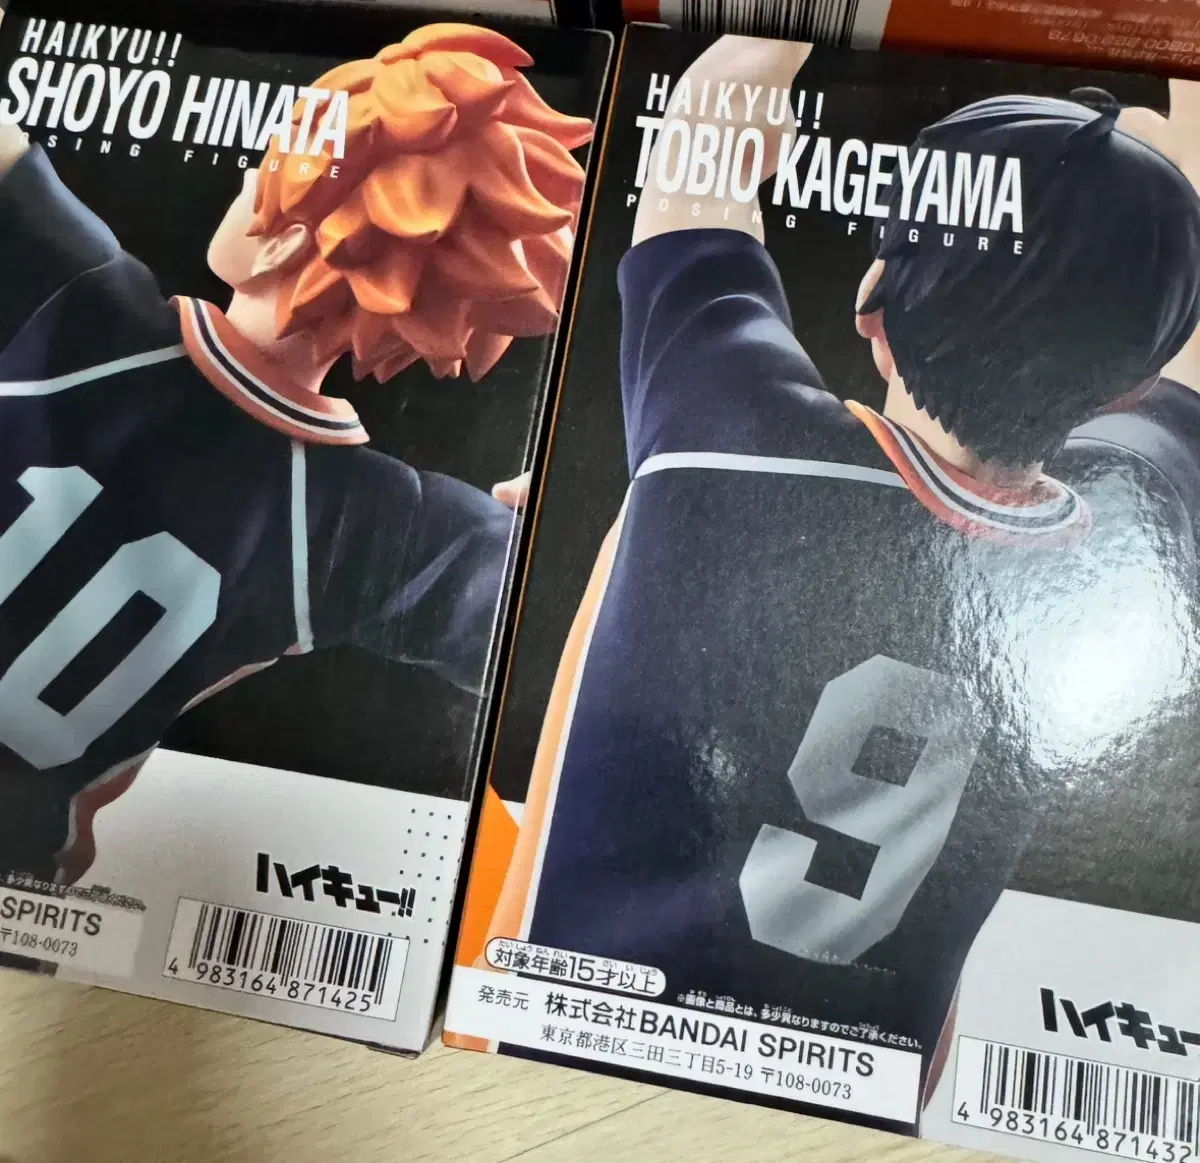 HAIKYU!!
SHOYO HINATA
POSING FIGURE
10
ハイキュー!!
SPIRITS
〒108-0073
4 983164 871425
HAIKYU!!
TOBIO KAGEYAMA
POSING FIGURE
9
対象年齢15才以上
※画像と商品とは、多少異なりますのでご了承ください。
発売元 株式会社BANDAI SPIRITS
東京都港区三田三丁目5-19 〒108-0073
ハイキュー
4 983164 871432